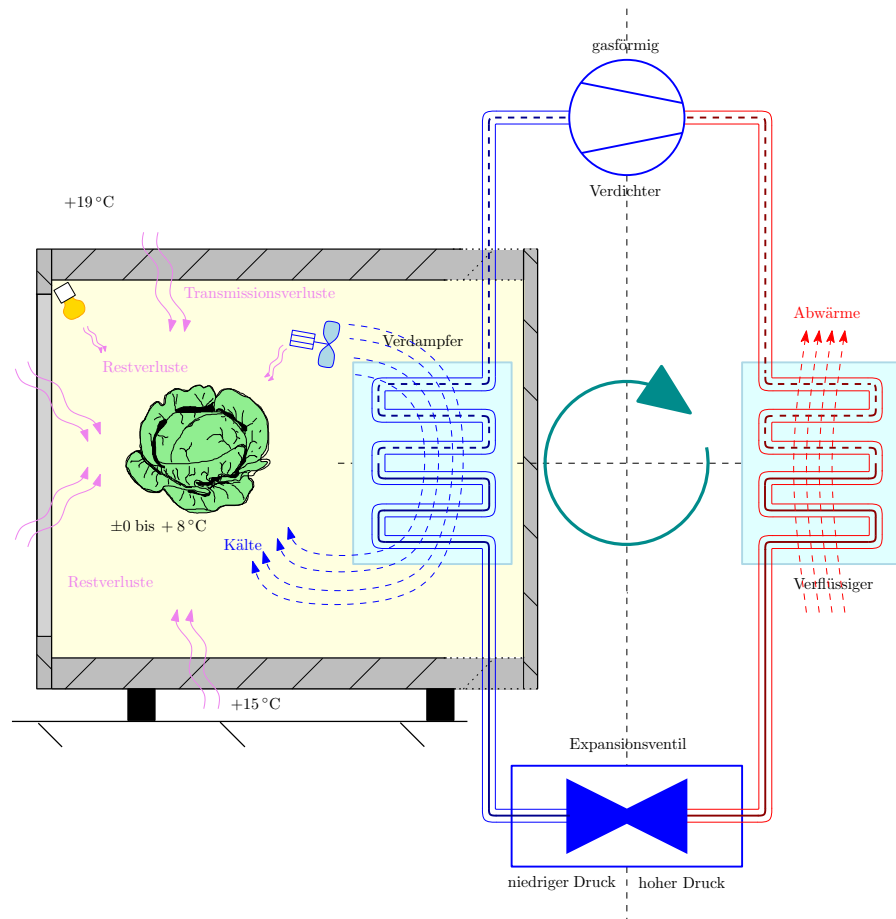 gasförmig
Verdichter
+19 °C
Transmissionsverluste
Abwärme
Verdampfer
Restverluste
±0 bis + 8 °C
Kälte
Restverluste
Verflüssiger
+15 °C
Expansionsventil
niedriger Druck
hoher Druck